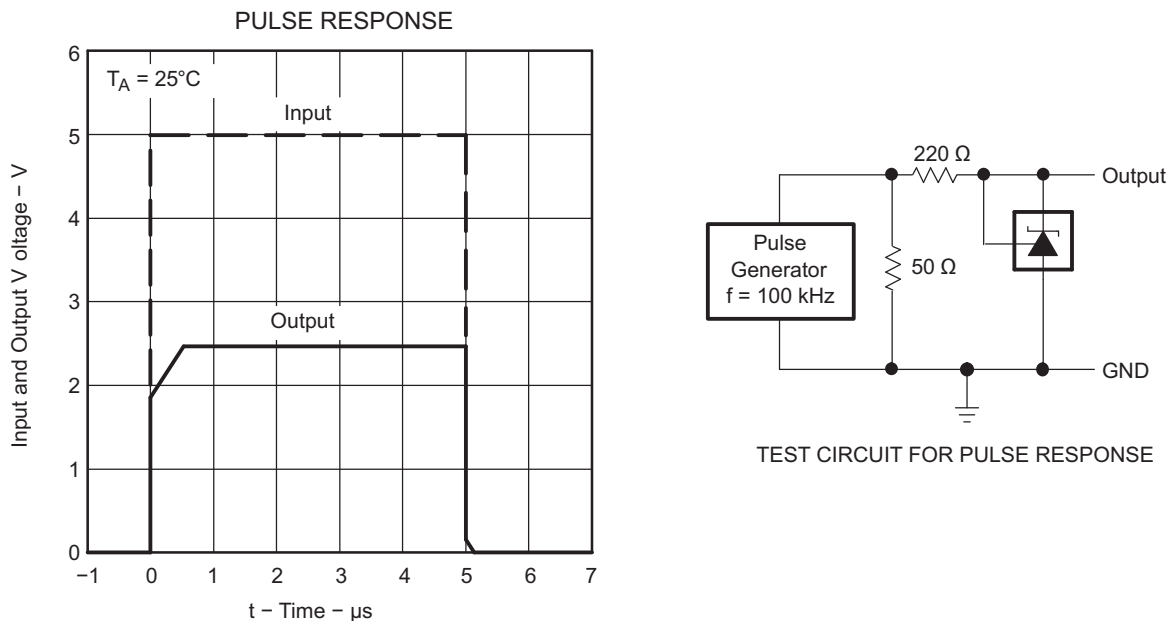 PULSE RESPONSE
6
5
4
3
2
1
0
Input and Output V oltage − V
TA = 25°C
Input
Output
−1 0 1 2 3 4 5 6 7
t − Time − μs
220 Ω
Output
Pulse
Generator
f = 100 kHz
50 Ω
GND
TEST CIRCUIT FOR PULSE RESPONSE